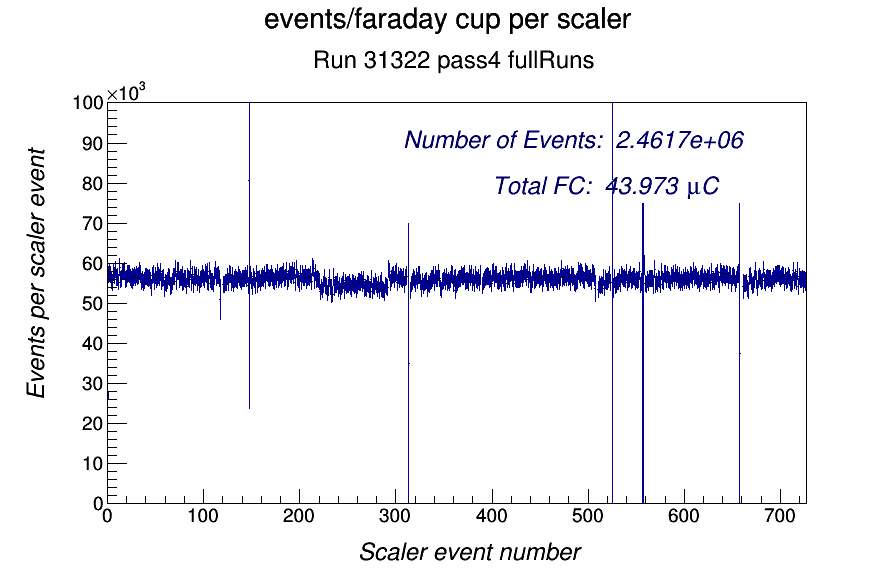 events/faraday cup per scaler
Run 31322 pass4 fullRuns
×10³
100
90
80
70
60
50
40
30
20
10
0
Events per scaler event
Number of Events: 2.4617e+06
Total FC: 43.973 μC
0 100 200 300 400 500 600 700
Scaler event number